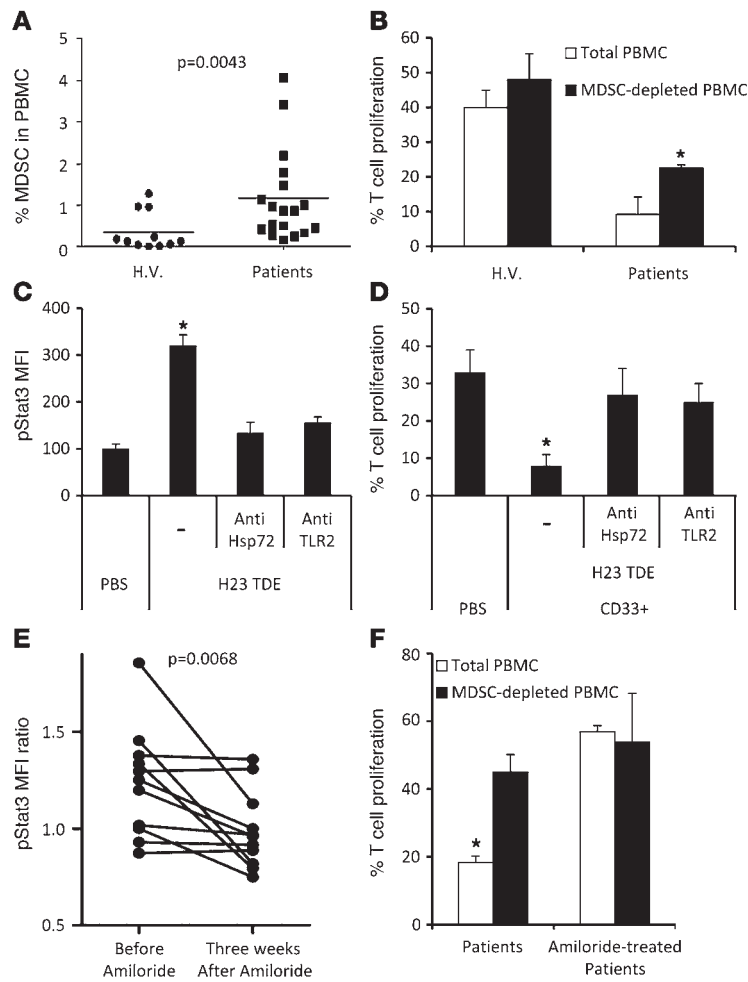 A
5
4
3
2
1
0
% MDSC in PBMC
p=0.0043
H.V.
Patients
B
60
50
40
30
20
10
0
% T cell proliferation
Total PBMC
MDSC-depleted PBMC
*
H.V.
Patients
C
400
300
200
100
0
pStat3 MFI
*
–
Anti
Hsp72
Anti
TLR2
PBS
H23 TDE
D
50
40
30
20
10
0
% T cell proliferation
*
–
Anti
Hsp72
Anti
TLR2
H23 TDE
PBS
CD33+
E
1.5
1.0
0.5
pStat3 MFI ratio
p=0.0068
Before
Amiloride
Three weeks
After Amiloride
F
80
60
40
20
0
% T cell proliferation
Total PBMC
MDSC-depleted PBMC
*
Patients
Amiloride-treated
Patients